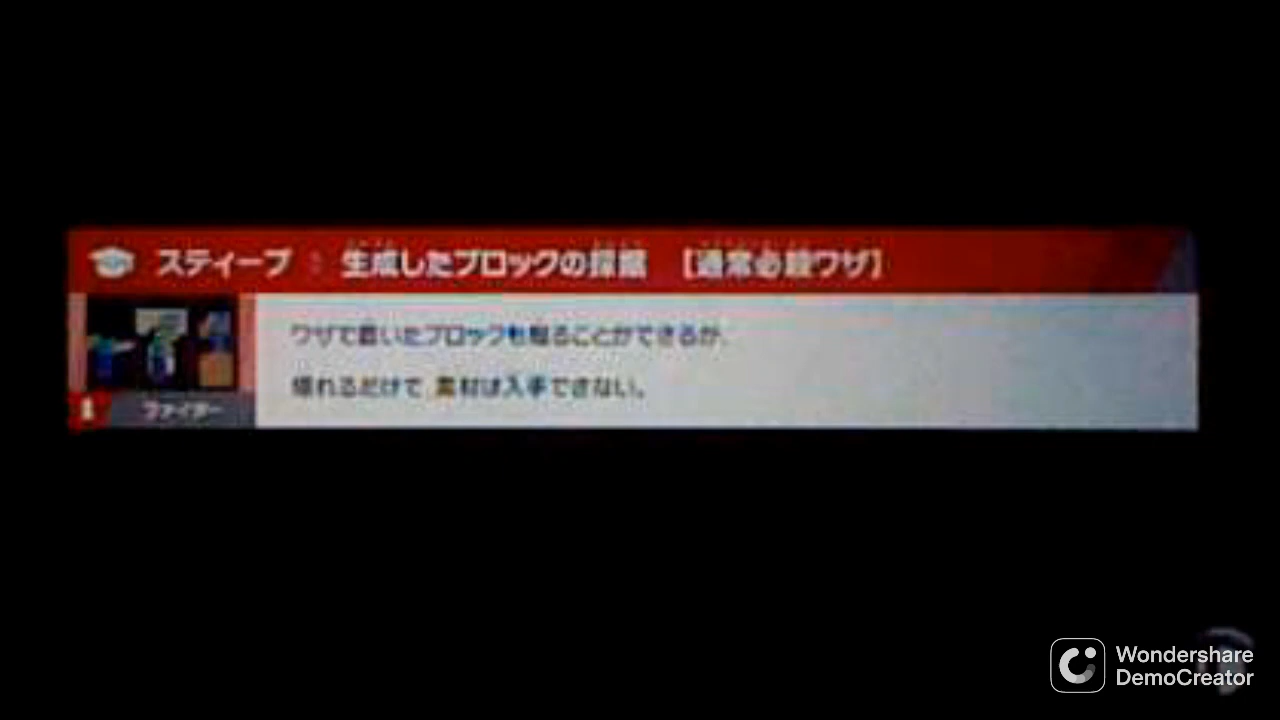 スティーブ : 生成したブロックの採掘 [通常必殺ワザ]
ワザで置いたブロックも掘ることができるが、
壊れるだけで 素材は入手できない。
1 ファイター
Wondershare
DemoCreator